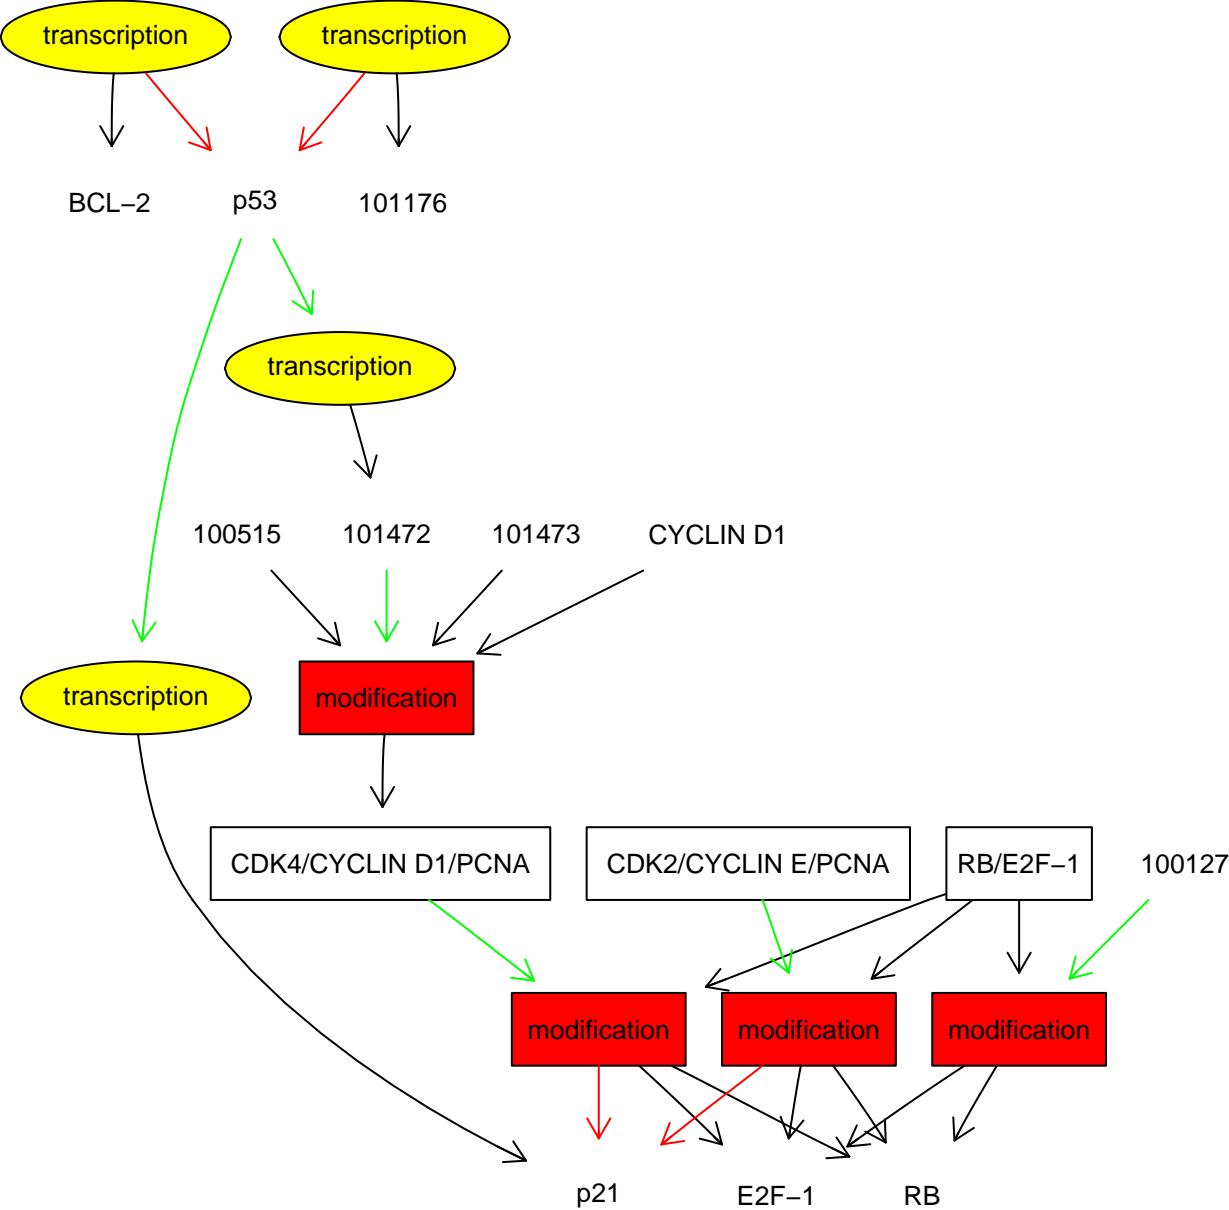 transcription
transcription
BCL−2
p53
101176
transcription
100515
101472
101473
CYCLIN D1
transcription
modification
CDK4/CYCLIN D1/PCNA
CDK2/CYCLIN E/PCNA
RB/E2F−1
100127
modification
modification
modification
p21
E2F−1
RB